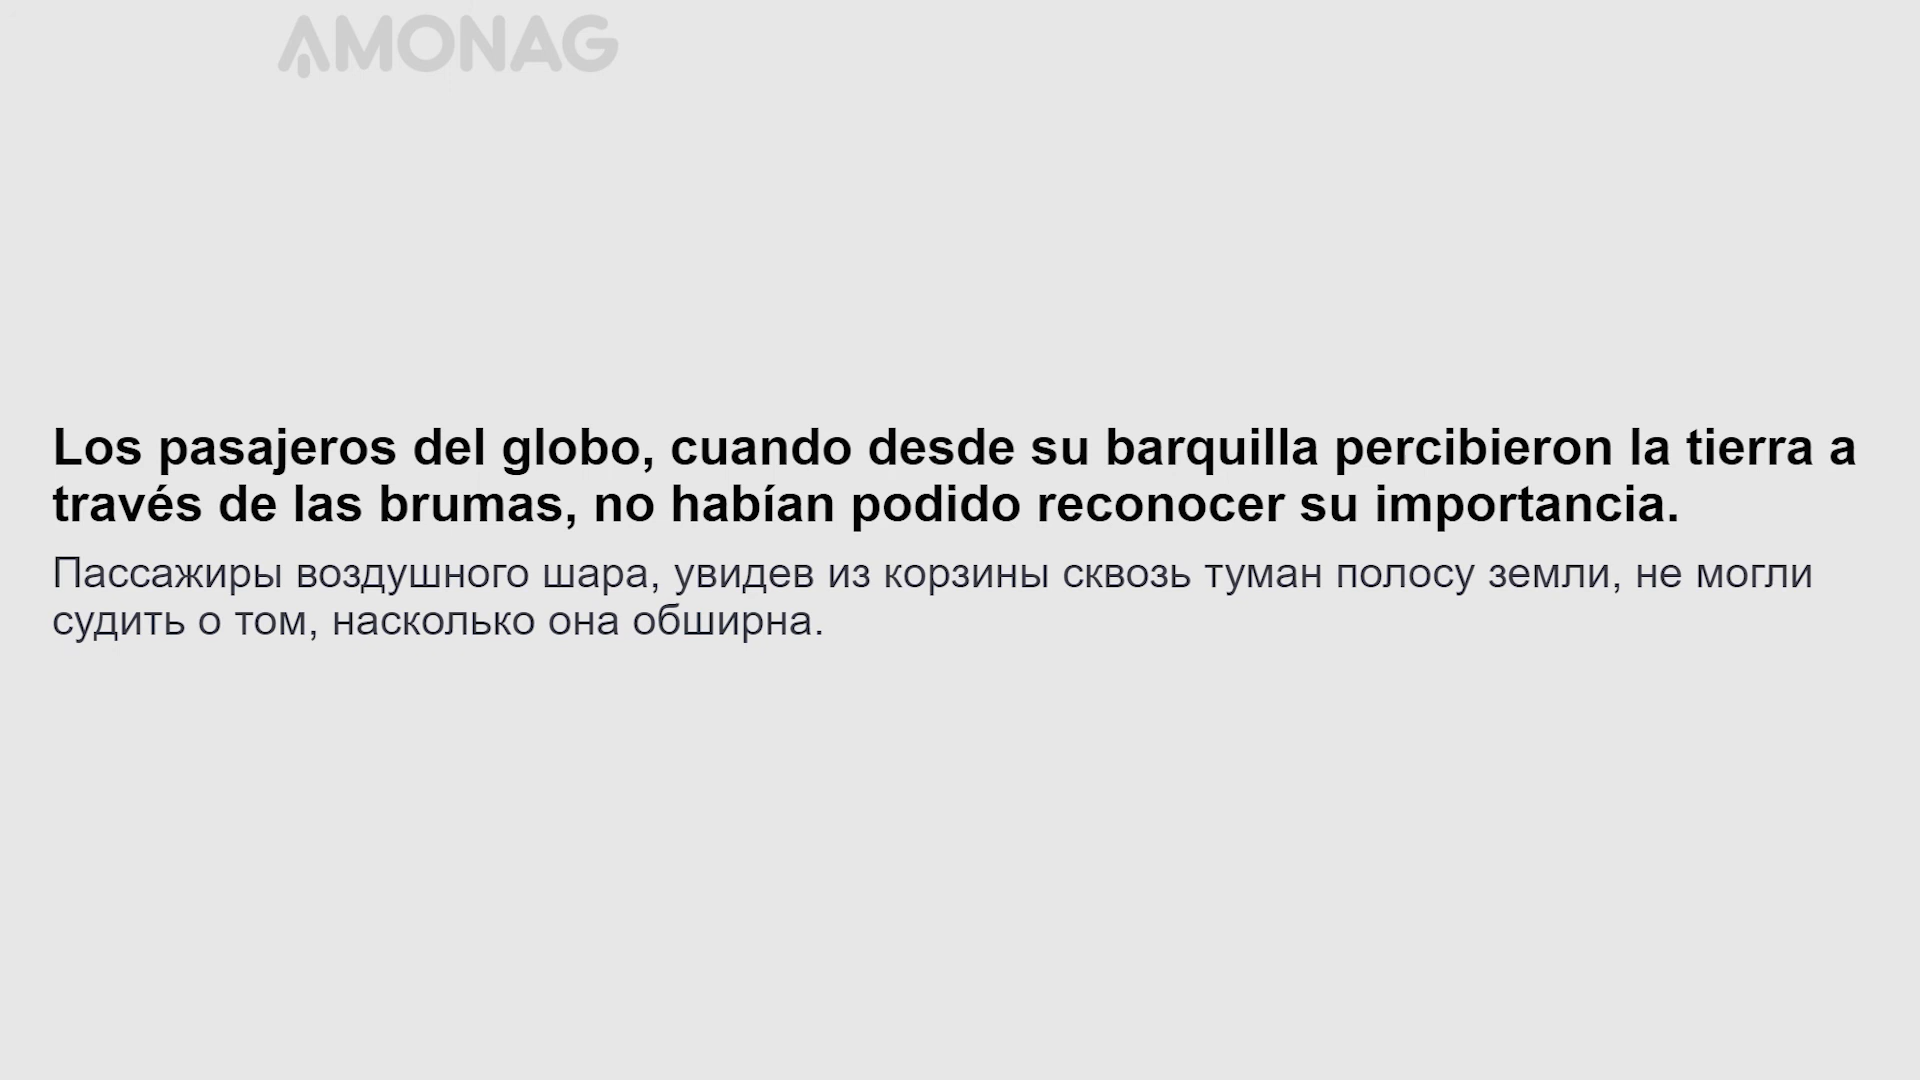 AMONAG
Los pasajeros del globo, cuando desde su barquilla percibieron la tierra a
través de las brumas, no habían podido reconocer su importancia.
Пассажиры воздушного шара, увидев из корзины сквозь туман полосу земли, не могли
судить о том, насколько она обширна.